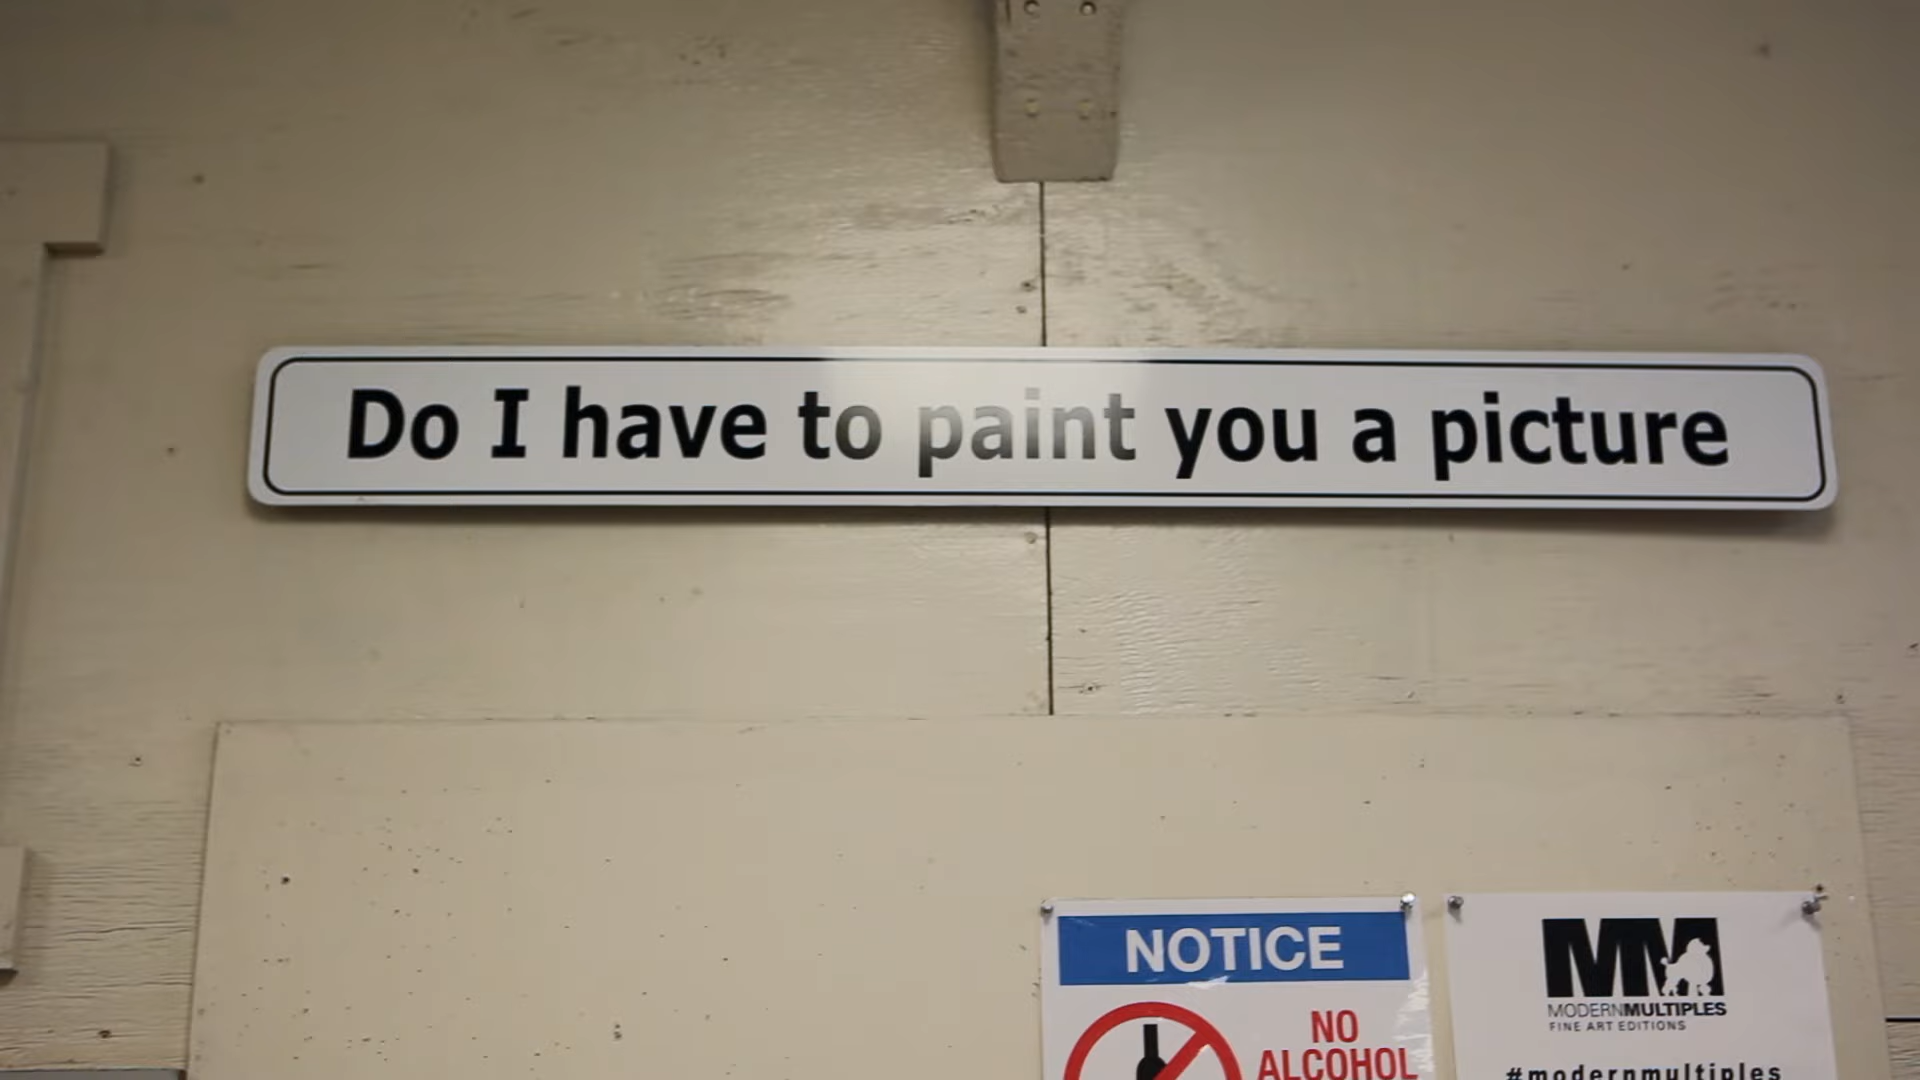 Do I have to paint you a picture
NOTICE
NO
ALCOHOL
MM
MODERNMULTIPLES
FINE ART EDITIONS
#modernmultiples